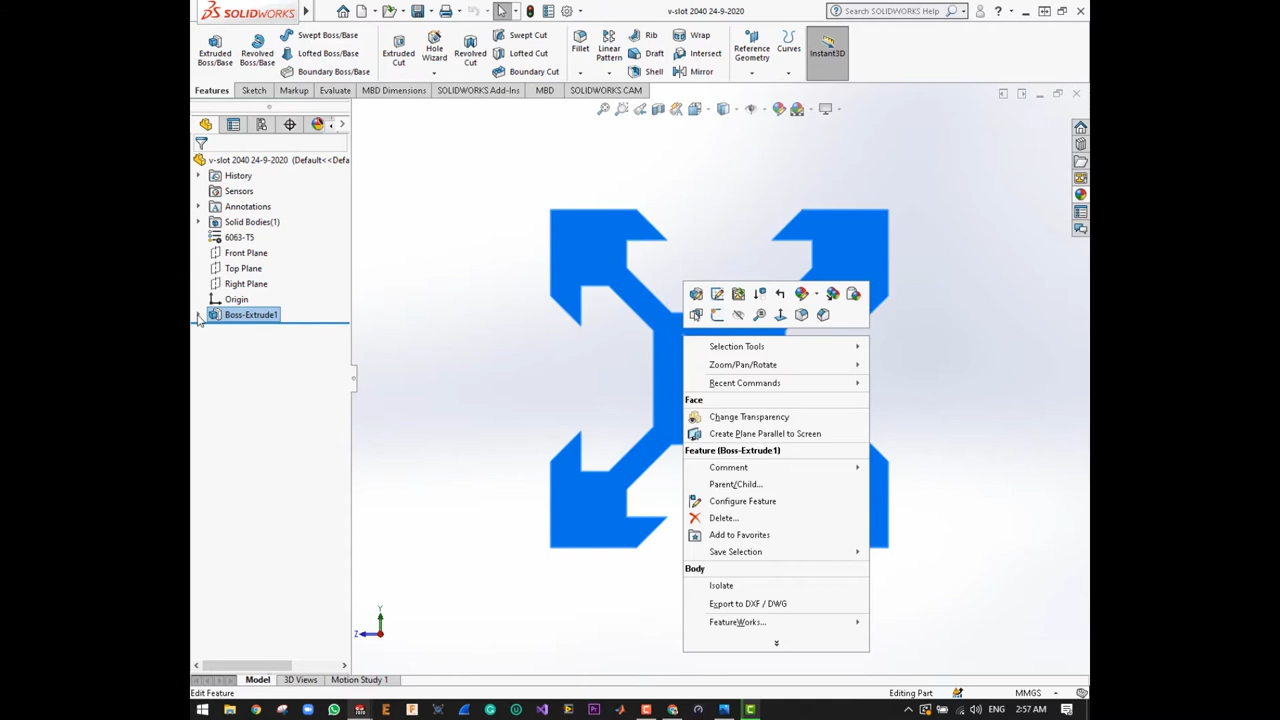 SOLIDWORKS
v-slot 2040 24-9-2020
Search SOLIDWORKS Help
Extruded Boss/Base
Revolved Boss/Base
Swept Boss/Base
Lofted Boss/Base
Boundary Boss/Base
Extruded Cut
Hole Wizard
Revolved Cut
Swept Cut
Lofted Cut
Boundary Cut
Fillet
Linear Pattern
Rib
Draft
Shell
Wrap
Intersect
Mirror
Reference Geometry
Curves
Instant3D
Features
Sketch
Markup
Evaluate
MBD Dimensions
SOLIDWORKS Add-Ins
MBD
SOLIDWORKS CAM
v-slot 2040 24-9-2020 (Default<<Defa
History
Sensors
Annotations
Solid Bodies(1)
6063-T5
Front Plane
Top Plane
Right Plane
Origin
Boss-Extrude1
Selection Tools
Zoom/Pan/Rotate
Recent Commands
Face
Change Transparency
Create Plane Parallel to Screen
Feature (Boss-Extrude1)
Comment
Parent/Child...
Configure Feature
Delete...
Add to Favorites
Save Selection
Body
Isolate
Export to DXF / DWG
FeatureWorks...
Y
Z
Model
3D Views
Motion Study 1
Edit Feature
Editing Part
MMGS
ENG
2:57 AM